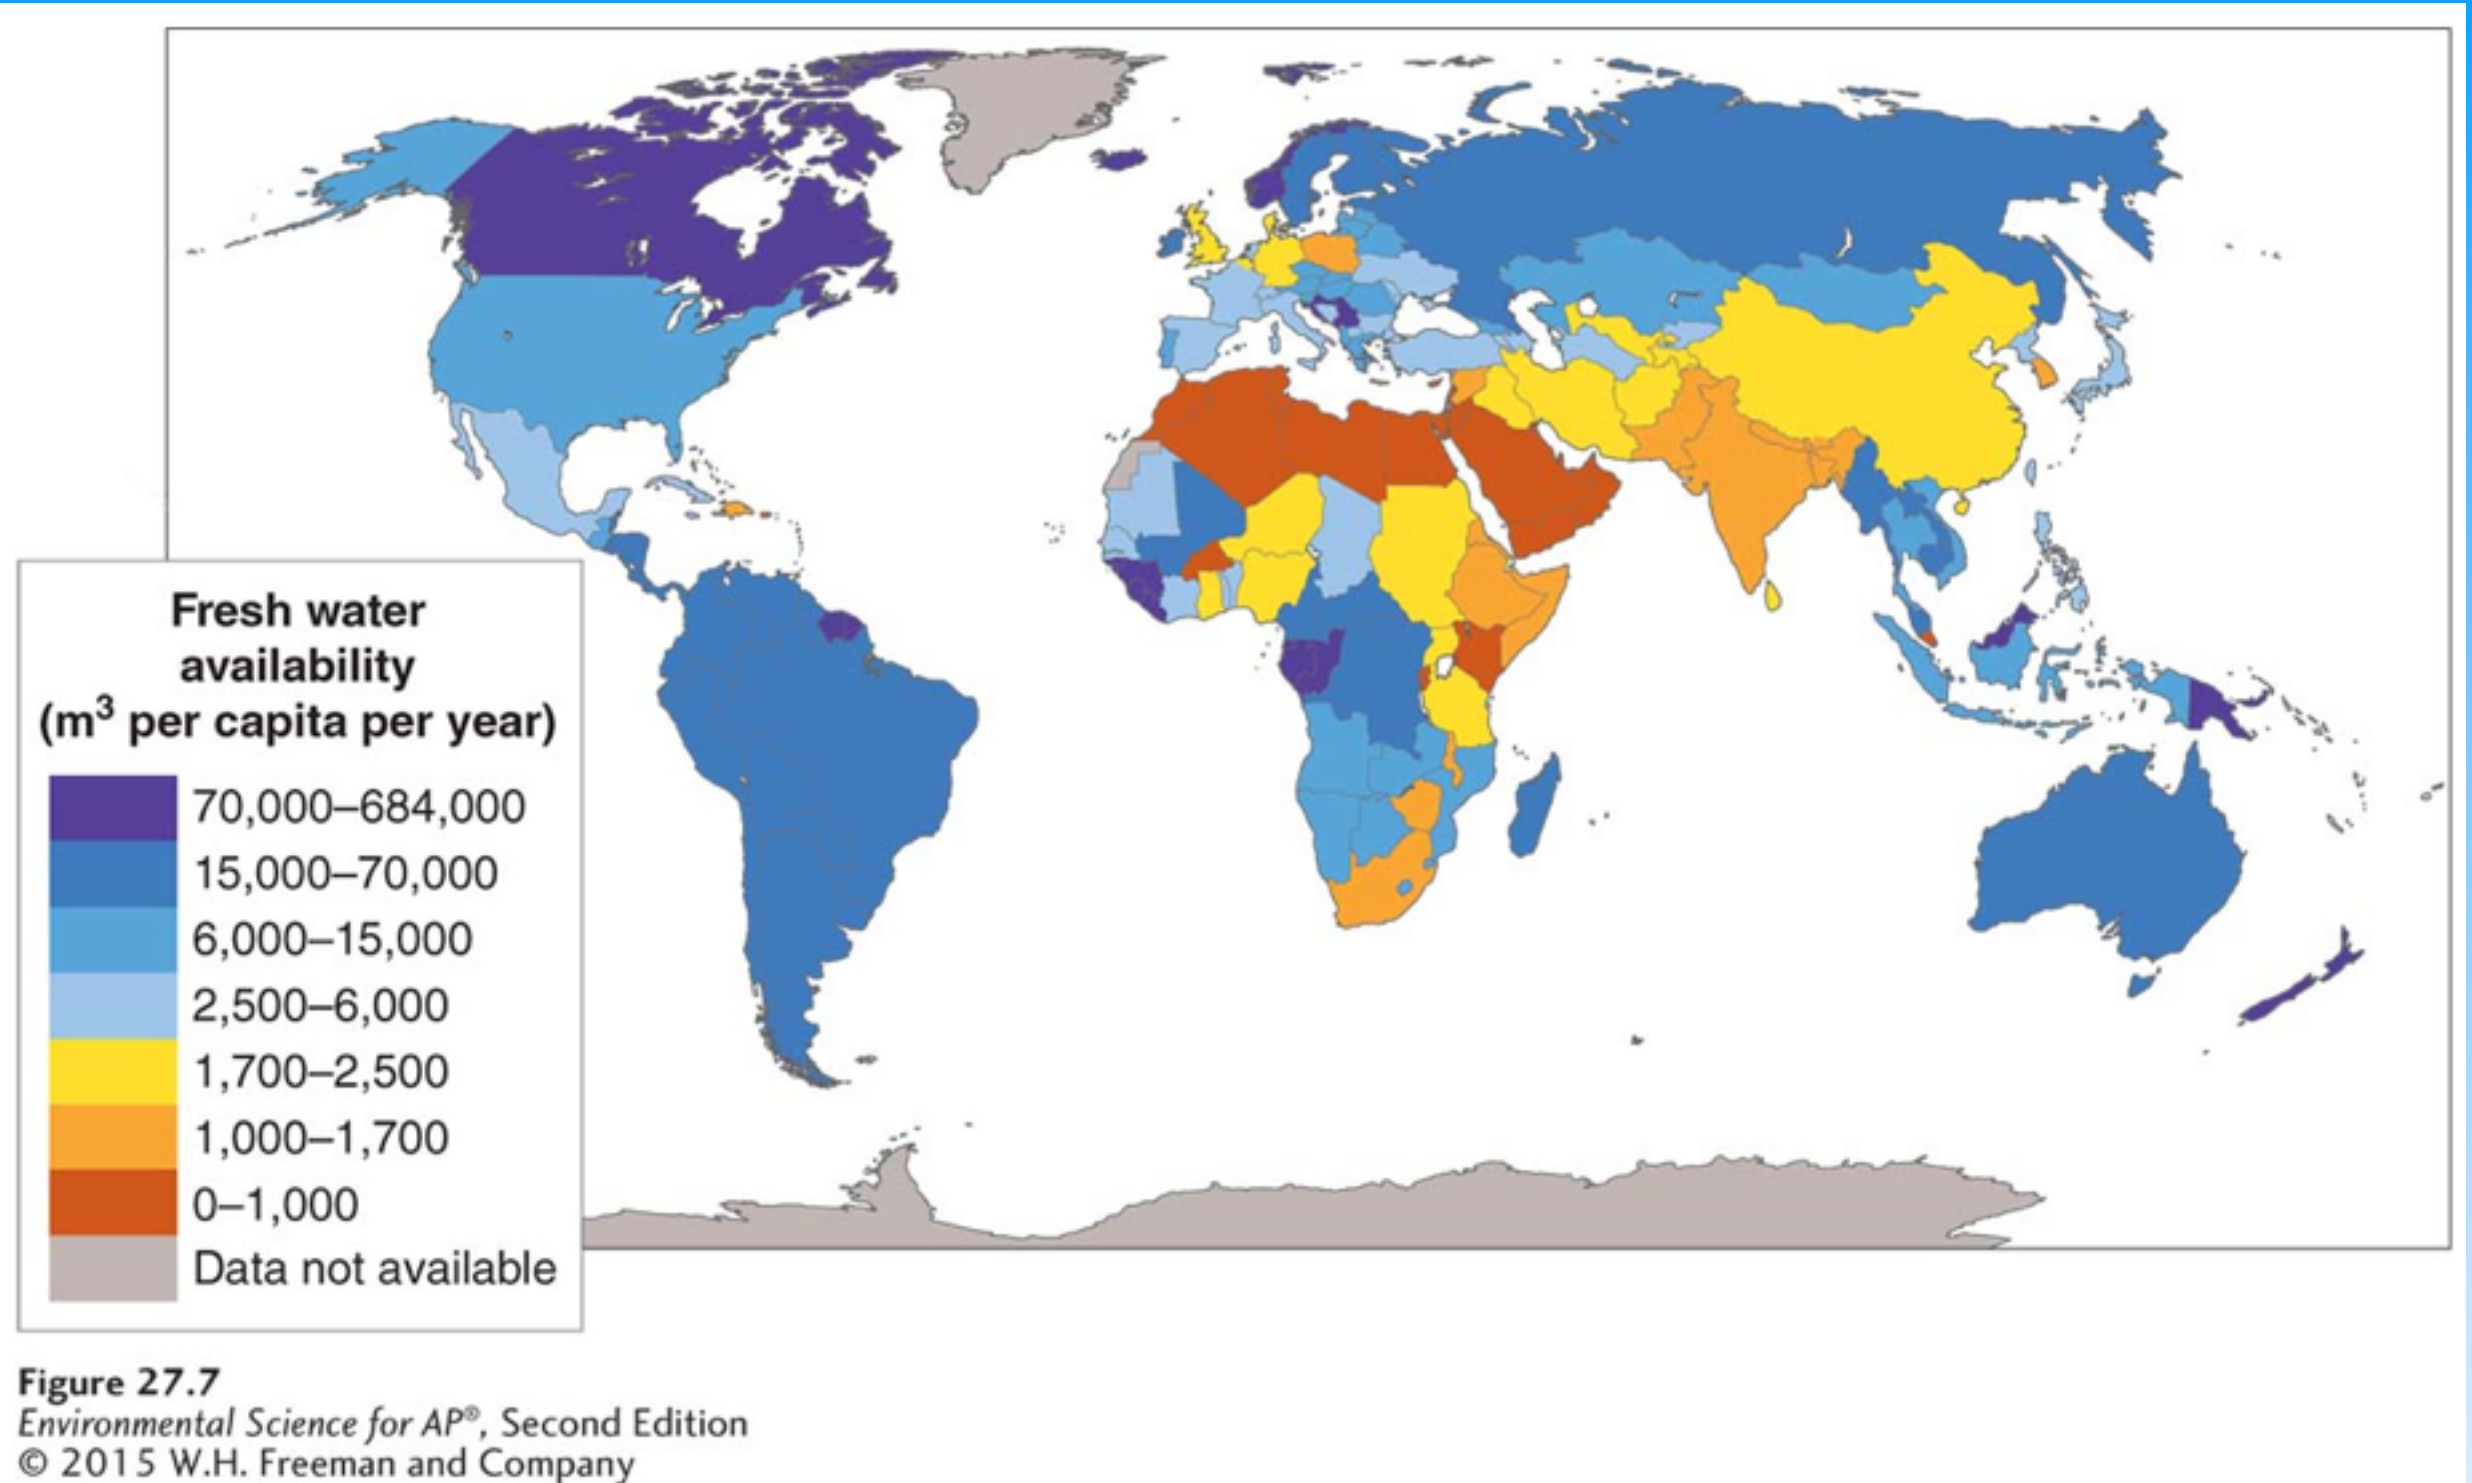 Fresh water
availability
(m³ per capita per year)
70,000–684,000
15,000–70,000
6,000–15,000
2,500–6,000
1,700–2,500
1,000–1,700
0–1,000
Data not available
Figure 27.7
Environmental Science for AP®, Second Edition
© 2015 W.H. Freeman and Company